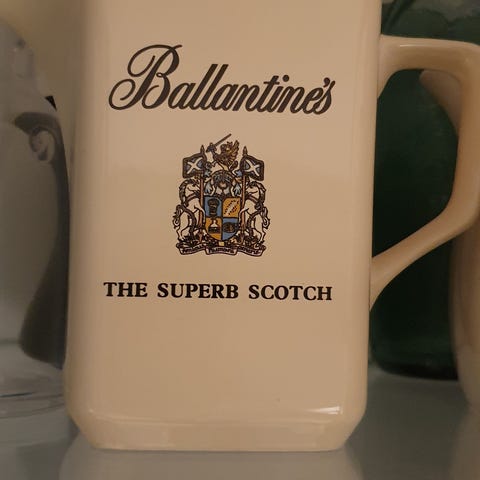 Ballantine's
THE SUPERB SCOTCH